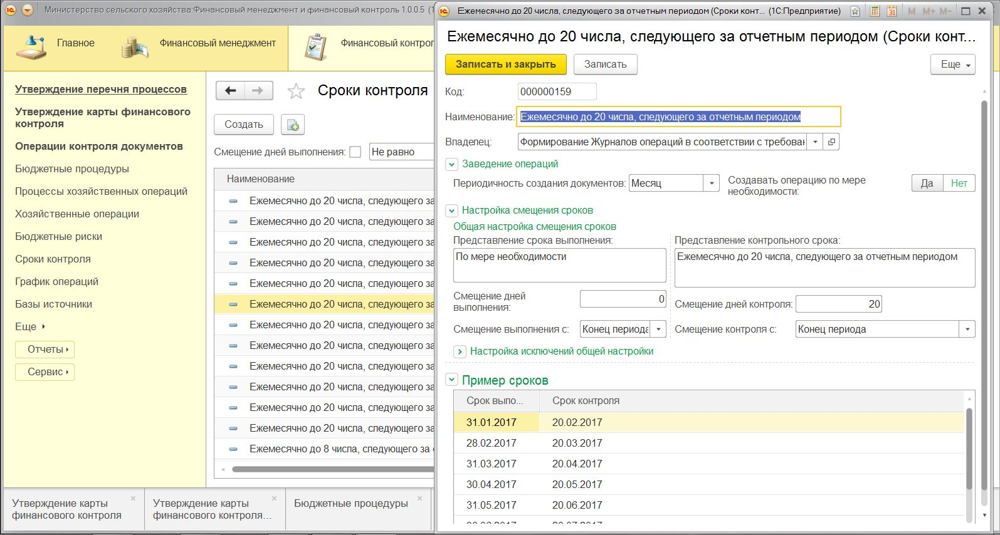 Министерство сельского хозяйства:Финансовый менеджмент и финансовый контроль 1.0.0.5
Главное
Финансовый менеджмент
Финансовый контрол
Утверждение перечня процессов
Утверждение карты финансового
контроля
Операции контроля документов
Бюджетные процедуры
Процессы хозяйственных операций
Хозяйственные операции
Бюджетные риски
Сроки контроля
График операций
Базы источники
Еще
Отчеты
Сервис
Сроки контроля
Создать
Смещение дней выполнения:
Не равно
Наименование
Ежемесячно до 20 числа, следующего за
Ежемесячно до 20 числа, следующего за
Ежемесячно до 20 числа, следующего за
Ежемесячно до 20 числа, следующего за
Ежемесячно до 20 числа, следующего за
Ежемесячно до 20 числа, следующего за
Ежемесячно до 20 числа, следующего за
Ежемесячно до 20 числа, следующего за
Ежемесячно до 20 числа, следующего за
Ежемесячно до 20 числа, следующего за
Ежемесячно до 20 числа, следующего за
Ежемесячно до 20 числа, следующего за
Ежемесячно до 8 числа, следующего за
Утверждение карты
финансового контроля
Утверждение карты
финансового контроля...
Бюджетные процедуры
Ежемесячно до 20 числа, следующего за отчетным периодом (Сроки конт... (1С:Предприятие)
M M+ M-
Ежемесячно до 20 числа, следующего за отчетным периодом (Сроки конт...
Записать и закрыть
Записать
Еще
Код: 000000159
Наименование: Ежемесячно до 20 числа, следующего за отчетным периодом
Владелец: Формирование Журналов операций в соответствии с требован
Заведение операций
Периодичность создания документов: Месяц
Создавать операцию по мере
необходимости:
Да Нет
Настройка смещения сроков
Общая настройка смещения сроков
Представление срока выполнения:
По мере необходимости
Представление контрольного срока:
Ежемесячно до 20 числа, следующего за отчетным периодом
Смещение дней
выполнения:
0
Смещение дней контроля: 20
Смещение выполнения с: Конец периода
Смещение контроля с: Конец периода
Настройка исключений общей настройки
Пример сроков
Срок выпо... Срок контроля
31.01.2017 20.02.2017
28.02.2017 20.03.2017
31.03.2017 20.04.2017
30.04.2017 20.05.2017
31.05.2017 20.06.2017